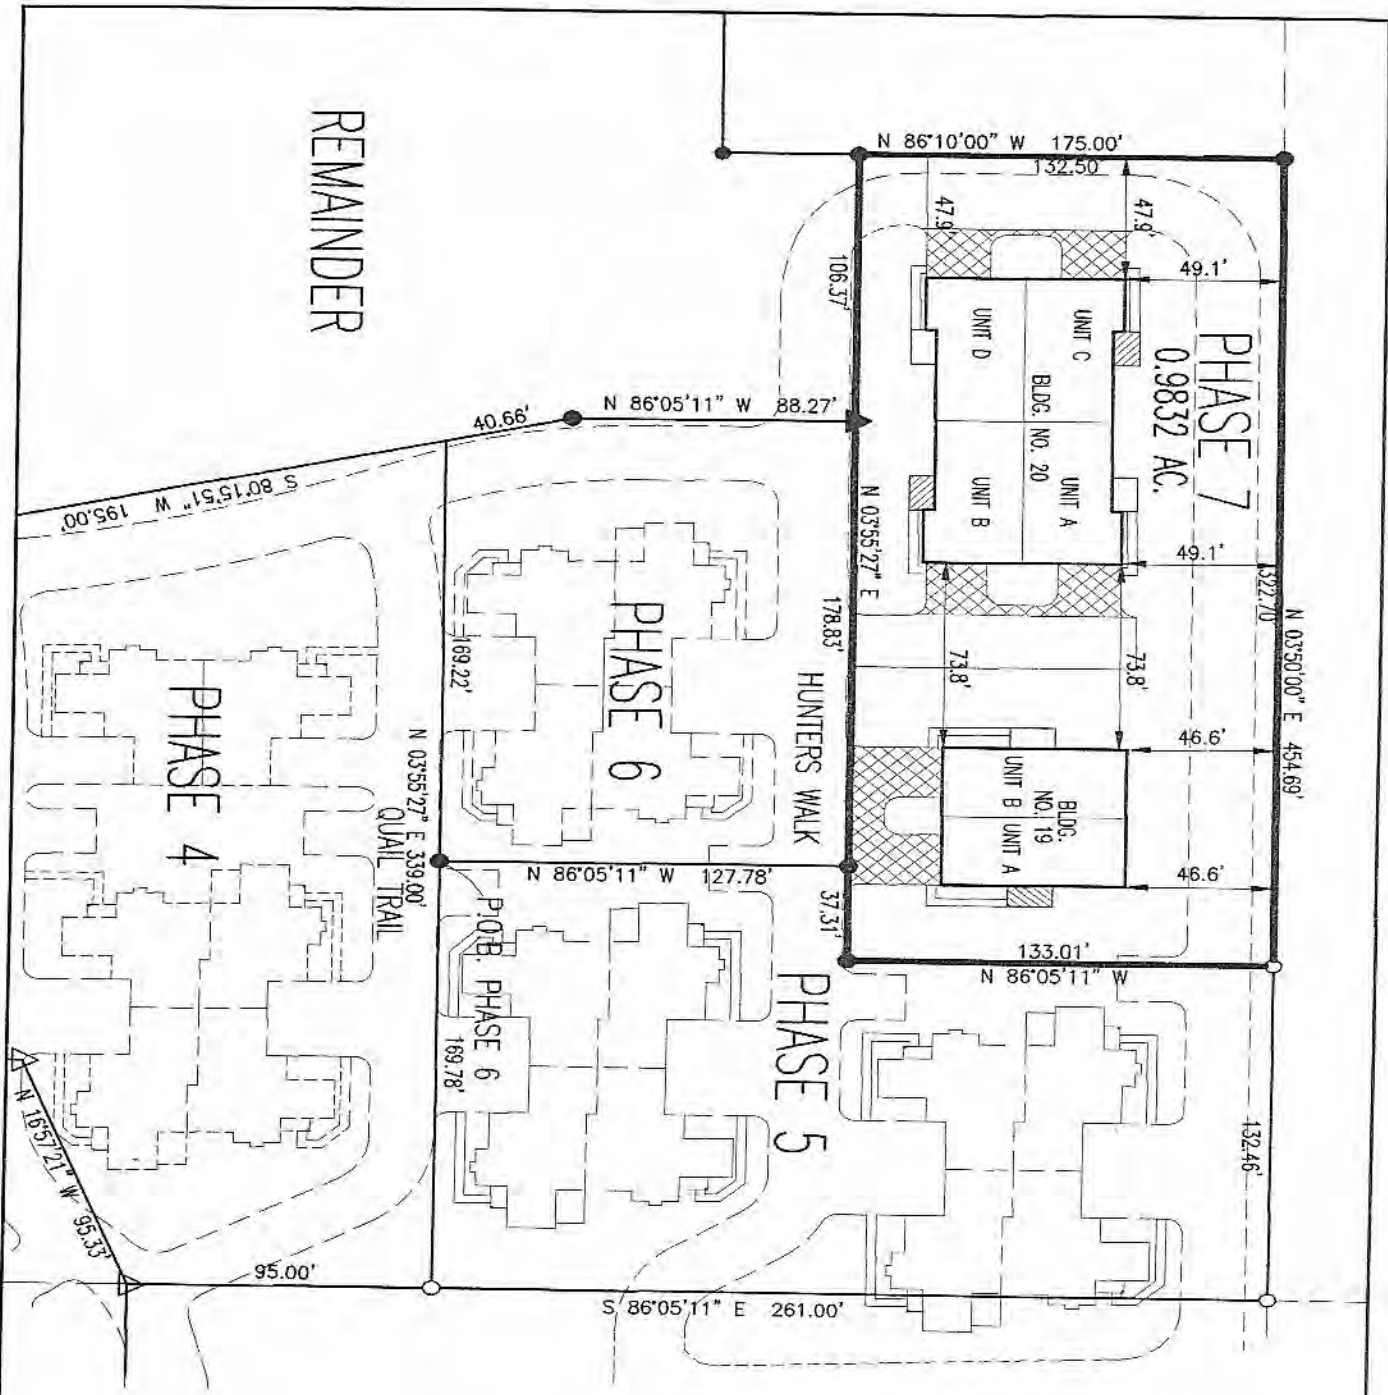 N 86°10'00" W 175.00'
132.50
REMAINDER
47.9'
47.9'
49.1'
106.37'
PHASE 7
0.9832 AC.
UNIT C
UNIT D
BLDG. NO. 20
UNIT A
UNIT B
N 86°05'11" W 88.27'
40.66'
S 80°15'51" W 195.00'
N 03°55'27" E
49.1'
322.70
N 03°50'00" E 454.69'
178.83'
73.8'
73.8'
PHASE 6
169.22'
HUNTERS WALK
46.6'
PHASE 4
N 03°55'27" E 339.00'
QUAIL TRAIL
BLDG.
NO. 19
UNIT B
UNIT A
46.6'
N 86°05'11" W 127.78'
37.31'
133.01'
N 86°05'11" W
P.O.B. PHASE 6
PHASE 5
169.78'
132.46'
N 16°57'21" W 95.33'
95.00'
S 86°05'11" E 261.00'